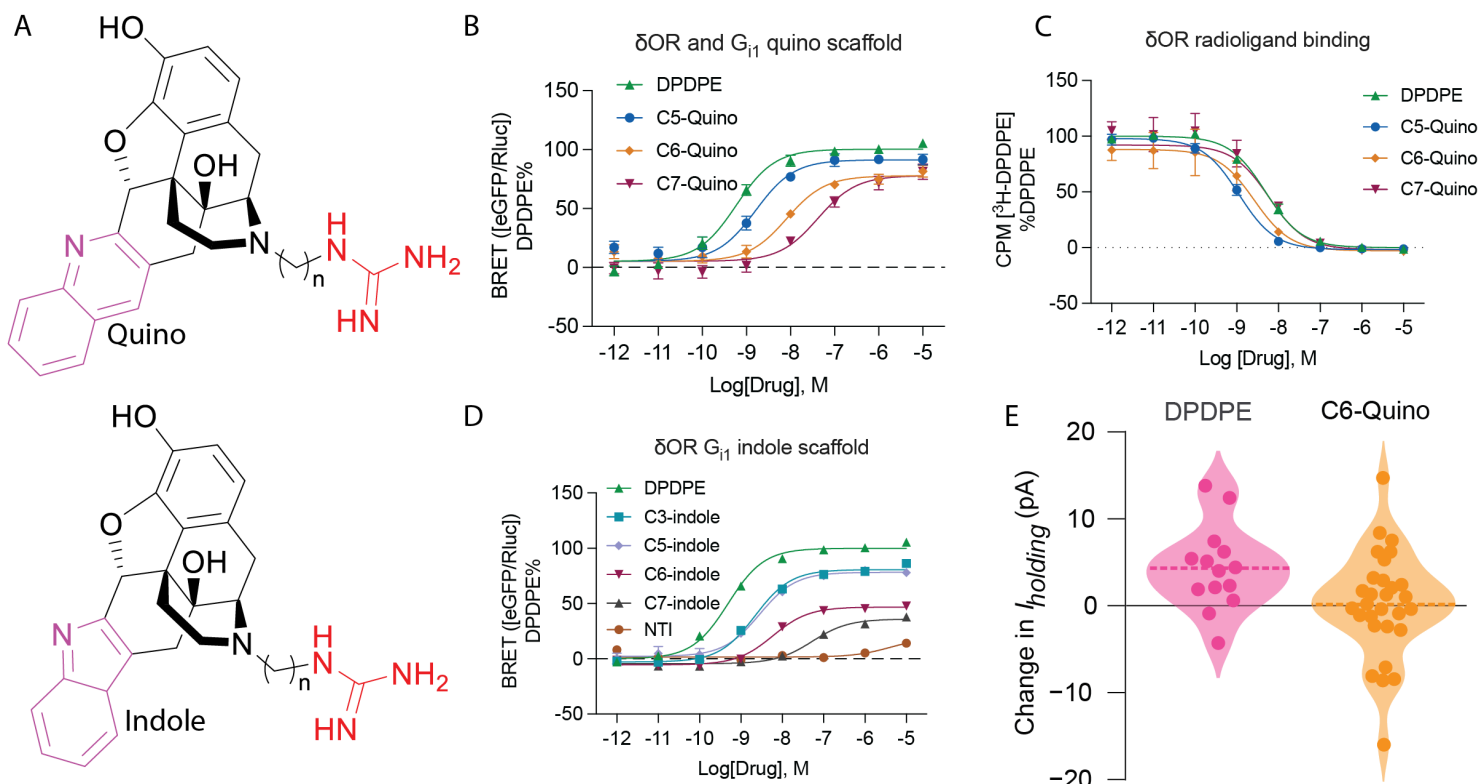 A
HO
O
OH
N
N
( )n
H
N
NH2
HN
Quino
HO
O
OH
N
N
( )n
H
N
NH2
HN
Indole
B
δOR and Gi1 quino scaffold
DPDPE
C5-Quino
C6-Quino
C7-Quino
BRET ([eGFP/Rluc])
DPDPE%
150
100
50
0
-50
-12 -11 -10 -9 -8 -7 -6 -5
Log[Drug], M
C
δOR radioligand binding
DPDPE
C5-Quino
C6-Quino
C7-Quino
CPM [³H-DPDPE]
%DPDPE
150
100
50
0
-50
-12 -11 -10 -9 -8 -7 -6 -5
Log [Drug], M
D
δOR Gi1 indole scaffold
DPDPE
C3-indole
C5-indole
C6-indole
C7-indole
NTI
BRET ([eGFP/Rluc])
DPDPE%
150
100
50
0
-50
-12 -11 -10 -9 -8 -7 -6 -5
Log[Drug], M
E
DPDPE C6-Quino
Change in Iholding (pA)
20
10
0
−10
−20